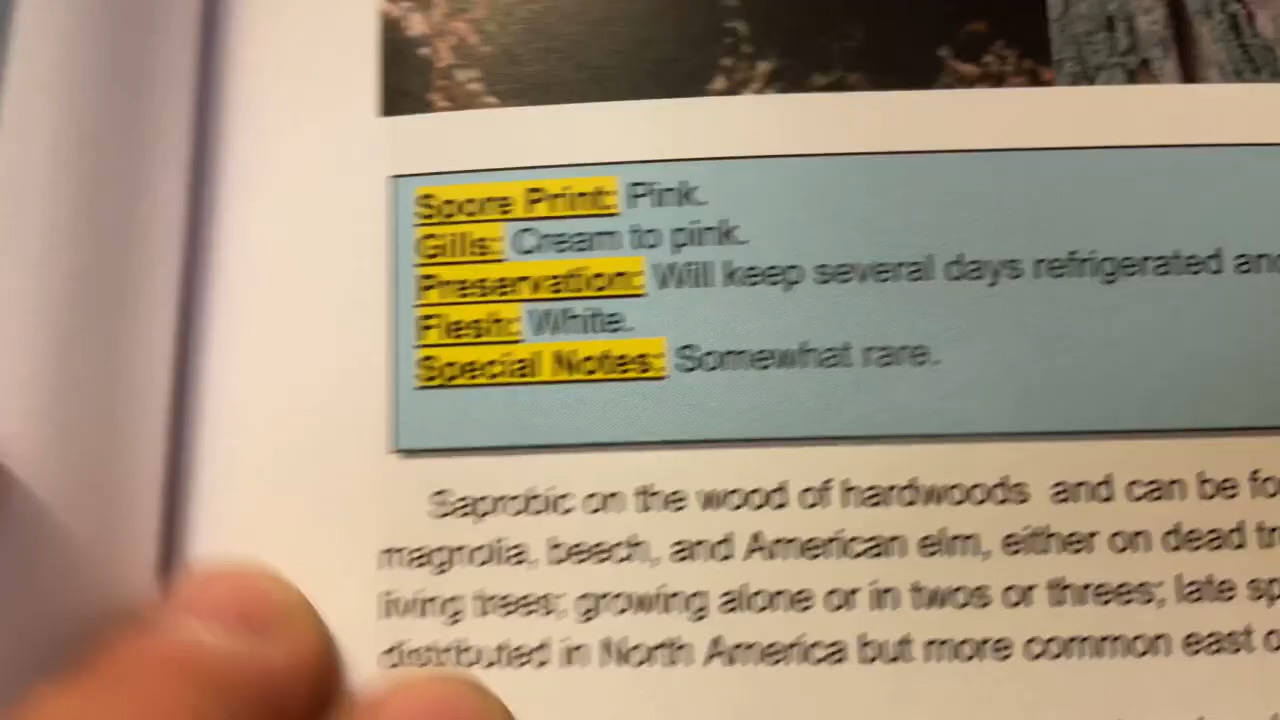 Spore Print: Pink.
Gills: Cream to pink.
Preservation: Will keep several days refrigerated and
Flesh: White.
Special Notes: Somewhat rare.
Saprobic on the wood of hardwoods and can be fo
magnolia, beech, and American elm, either on dead tr
living trees; growing alone or in twos or threes; late sp
distributed in North America but more common east o